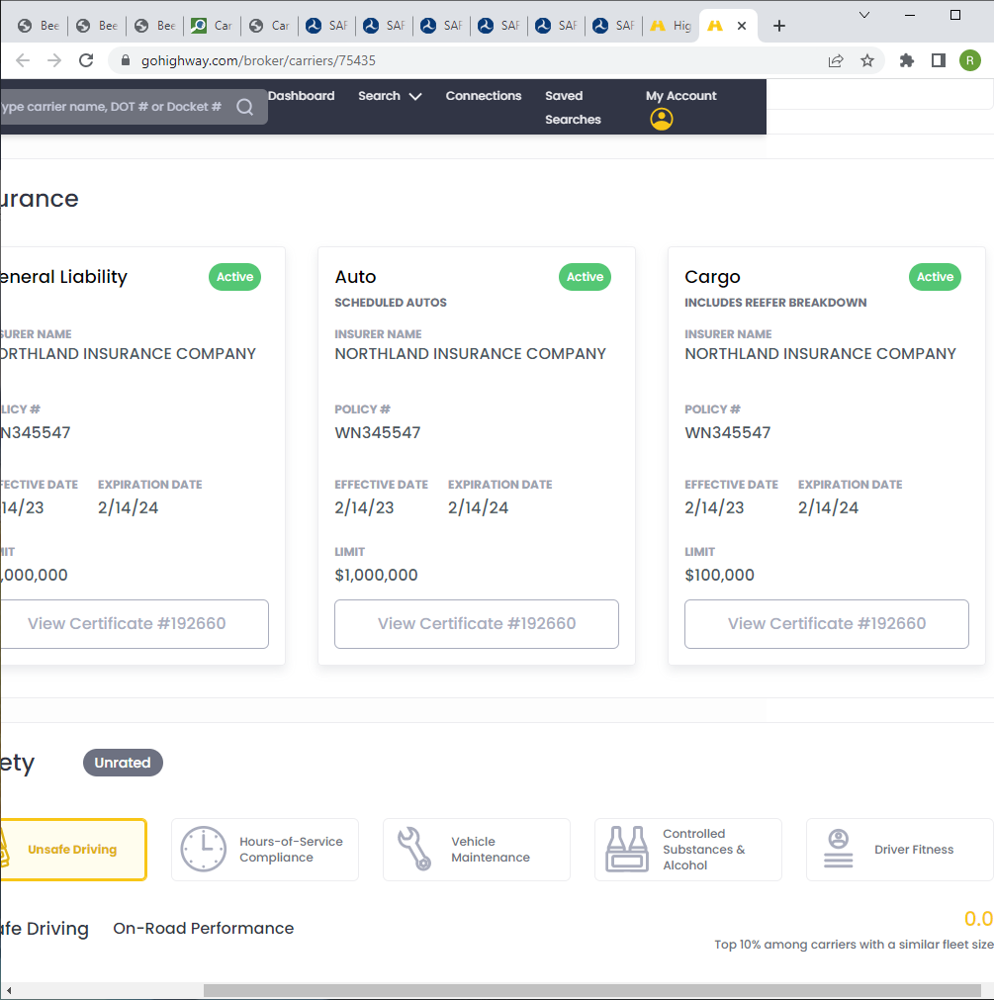 Bee
Bee
Bee
Car
Car
SAF
SAF
SAF
SAF
SAF
SAF
Hig
gohighway.com/broker/carriers/75435
R
ype carrier name, DOT # or Docket #
Dashboard
Search
Connections
Saved
Searches
My Account
urance
eneral Liability
Active
SURER NAME
ORTHLAND INSURANCE COMPANY
LICY #
N345547
FECTIVE DATE EXPIRATION DATE
14/23 2/14/24
MIT
,000,000
View Certificate #192660
Auto
Active
SCHEDULED AUTOS
INSURER NAME
NORTHLAND INSURANCE COMPANY
POLICY #
WN345547
EFFECTIVE DATE EXPIRATION DATE
2/14/23 2/14/24
LIMIT
$1,000,000
View Certificate #192660
Cargo
Active
INCLUDES REEFER BREAKDOWN
INSURER NAME
NORTHLAND INSURANCE COMPANY
POLICY #
WN345547
EFFECTIVE DATE EXPIRATION DATE
2/14/23 2/14/24
LIMIT
$100,000
View Certificate #192660
ety
Unrated
Unsafe Driving
Hours-of-Service
Compliance
Vehicle
Maintenance
Controlled
Substances &
Alcohol
Driver Fitness
afe Driving
On-Road Performance
0.0
Top 10% among carriers with a similar fleet size